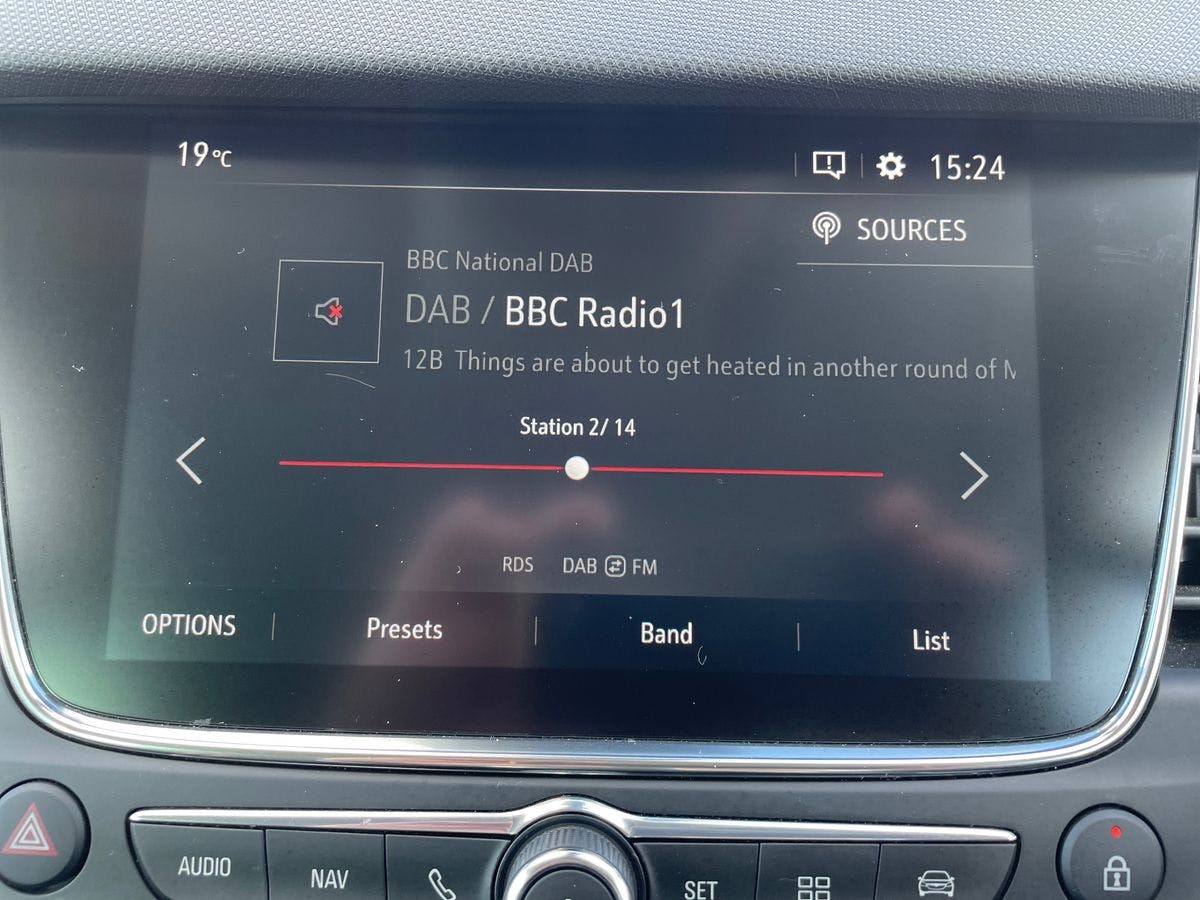 19°C 15:24
SOURCES
BBC National DAB
DAB / BBC Radio1
12B Things are about to get heated in another round of
Station 2/ 14
RDS DAB FM
OPTIONS Presets Band List
AUDIO NAV SET